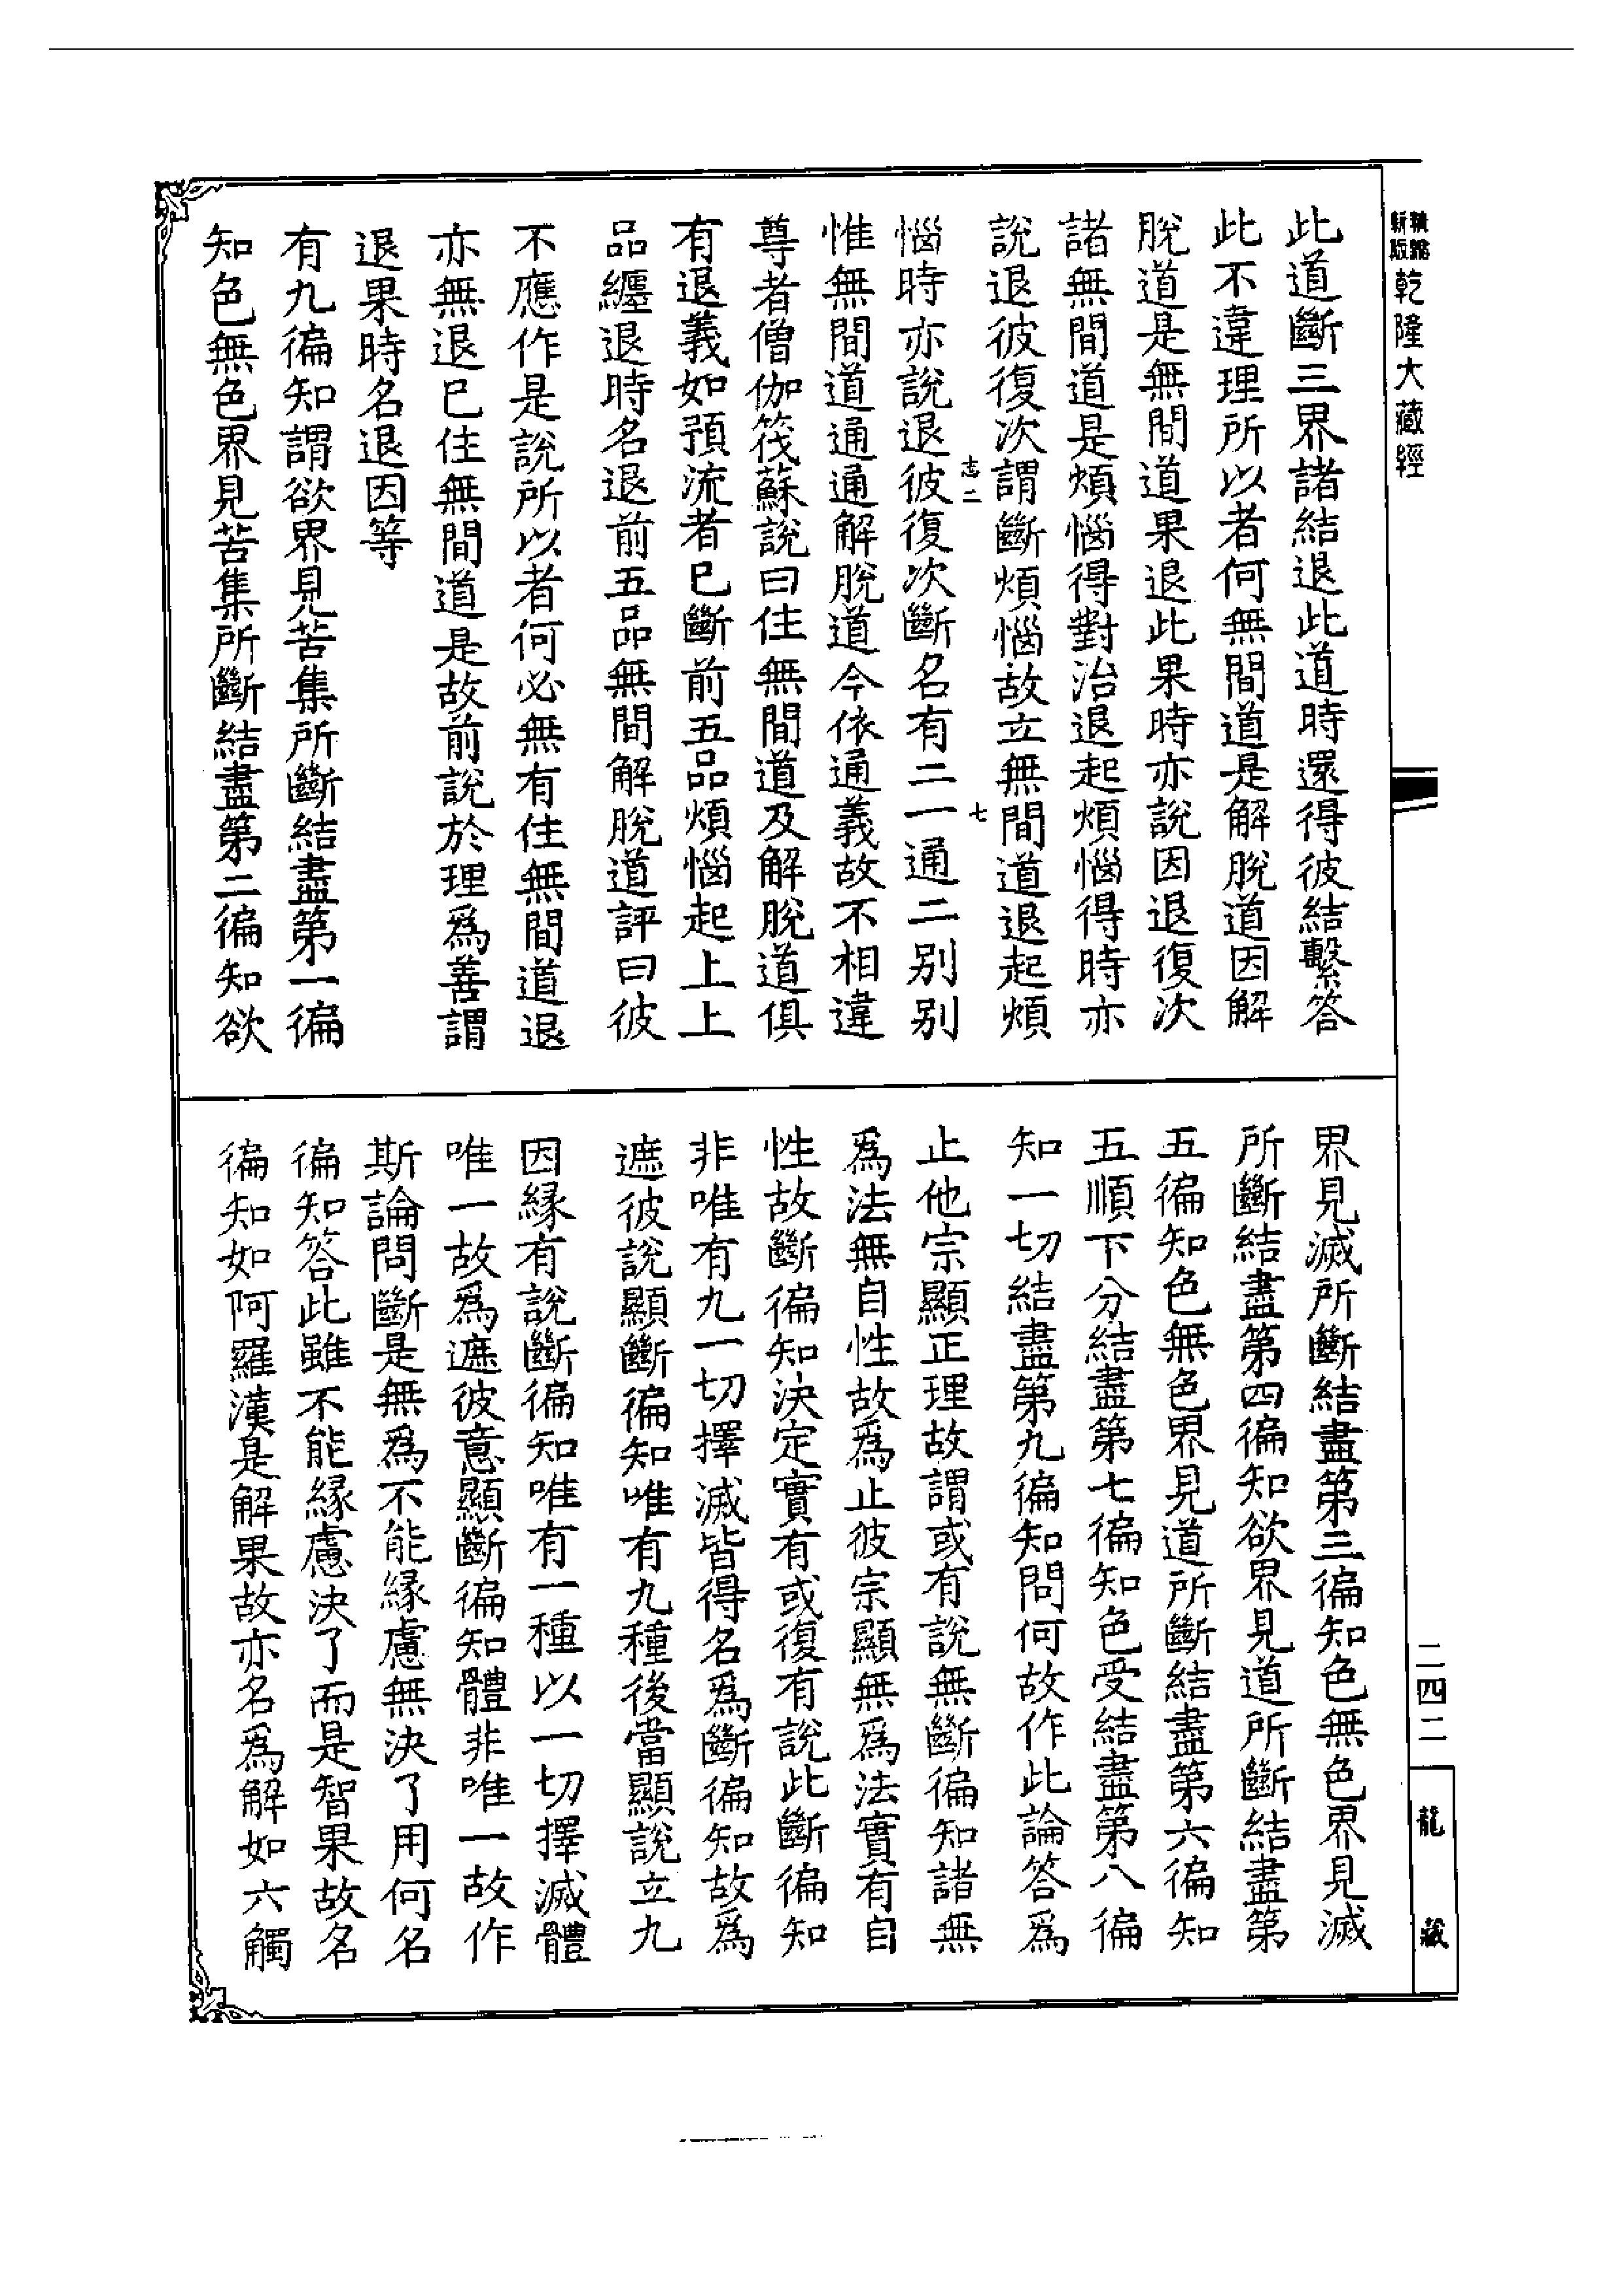 精縮
新版
乾隆大藏經
此道斷三界諸結退此道時還得彼結繫答
此不違理所以者何無間道是解脫道因解
脫道是無間道果退此果時亦說因退復次
諸無間道是煩惱得對治退起煩惱得時亦
說退彼復次謂斷煩惱故立無間道退起煩
志二
七
惱時亦說退彼復次斷名有二一通二別別
惟無間道通通解脫道今依通義故不相違
尊者僧伽筏蘇說曰住無間道及解脫道俱
有退義如預流者已斷前五品煩惱起上上
品纏退時名退前五品無間解脫道評曰彼
不應作是說所以者何必無有住無間道退
亦無退已住無間道是故前說於理爲善謂
退果時名退因等
有九徧知謂欲界見苦集所斷結盡第一徧
知色無色界見苦集所斷結盡第二徧知欲
界見滅所斷結盡第三徧知色無色界見滅
所斷結盡第四徧知欲界見道所斷結盡第
五徧知色無色界見道所斷結盡第六徧知
五順下分結盡第七徧知色受結盡第八徧
知一切結盡第九徧知問何故作此論答爲
止他宗顯正理故謂或有說無斷徧知諸無
爲法無自性故爲止彼宗顯無爲法實有自
性故斷徧知決定實有或復有說此斷徧知
非唯有九一切擇滅皆得名爲斷徧知故爲
遮彼說顯斷徧知唯有九種後當顯說立九
因緣有說斷徧知唯有一種以一切擇滅體
唯一故爲遮彼意顯斷徧知體非唯一故作
斯論問斷是無爲不能緣慮無決了用何名
徧知答此雖不能緣慮決了而是智果故名
徧知如阿羅漢是解果故亦名爲解如六觸
二四二
龍藏